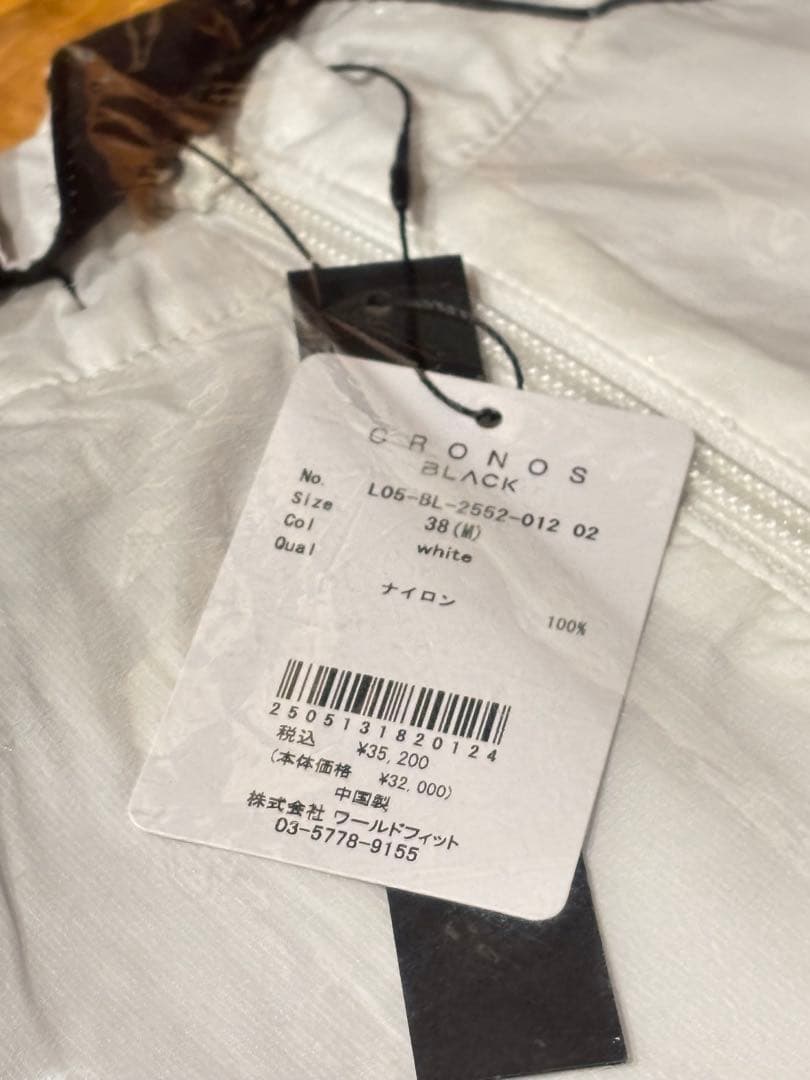 CRONOS
BLACK
No. L05-BL-2552-012 02
Size 38(M)
Col white
Qual
ナイロン 100%
2505131820124
税込 ¥35,200
(本体価格 ¥32,000)
中国製
株式会社 ワールドフィット
03-5778-9155